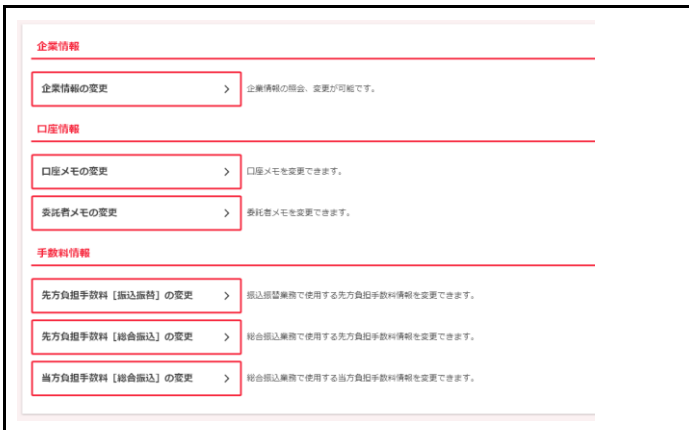 企業情報
企業情報の変更
企業情報の照会、変更が可能です。
口座情報
口座メモの変更
口座メモを変更できます。
委託者メモの変更
委託者メモを変更できます。
手数料情報
先方負担手数料［振込振替］の変更
振込振替業務で使用する先方負担手数料情報を変更できます。
先方負担手数料［総合振込］の変更
総合振込業務で使用する先方負担手数料情報を変更できます。
当方負担手数料［総合振込］の変更
総合振込業務で使用する当方負担手数料情報を変更できます。